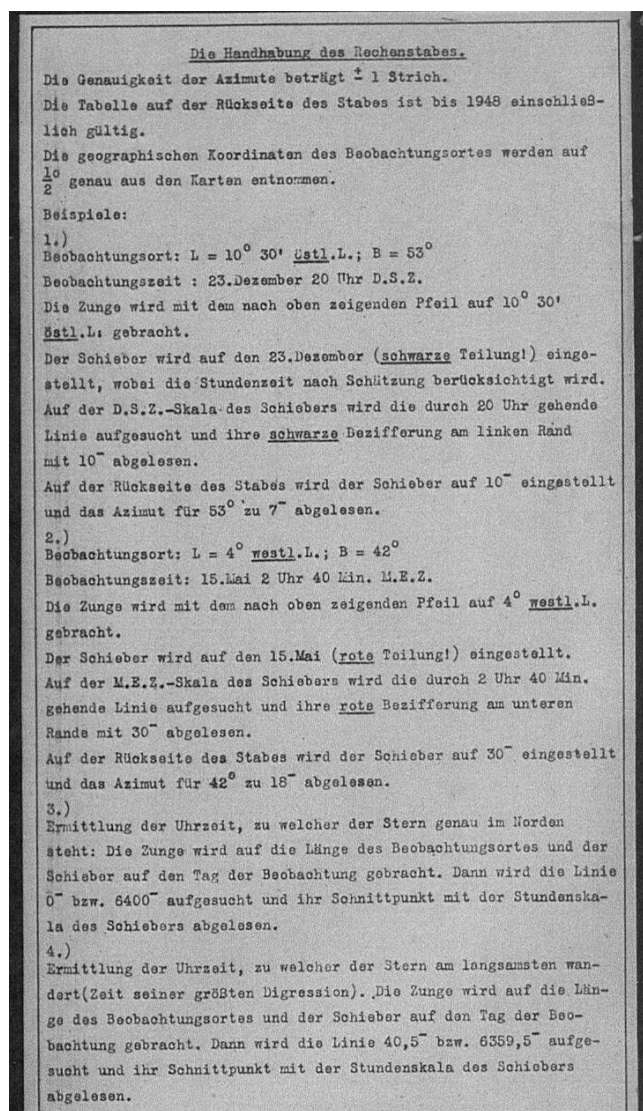 Die Handhabung des Rechenstabes.
Die Genauigkeit der Azimute beträgt ± 1 Strich.
Die Tabelle auf der Rückseite des Stabes ist bis 1948 einschließ-
lich gültig.
Die geographischen Koordinaten des Beobachtungsortes werden auf
1/2° genau aus den Karten entnommen.
Beispiele:
1.)
Beobachtungsort: L = 10° 30' östl.L.; B = 53°
Beobachtungszeit : 23.Dezember 20 Uhr D.S.Z.
Die Zunge wird mit dem nach oben zeigenden Pfeil auf 10° 30'
östl.L. gebracht.
Der Schieber wird auf den 23.Dezember (schwarze Teilung!) einge-
stellt, wobei die Stundenzeit nach Schätzung berücksichtigt wird.
Auf der D.S.Z.-Skala des Schiebers wird die durch 20 Uhr gehende
Linie aufgesucht und ihre schwarze Bezifferung am linken Rand
mit 10⁻ abgelesen.
Auf der Rückseite des Stabes wird der Schieber auf 10⁻ eingestellt
und das Azimut für 53° zu 7⁻ abgelesen.
2.)
Beobachtungsort: L = 4° westl.L.; B = 42°
Beobachtungszeit: 15.Mai 2 Uhr 40 Min. M.E.Z.
Die Zunge wird mit dem nach oben zeigenden Pfeil auf 4° westl.L.
gebracht.
Der Schieber wird auf den 15.Mai (rote Teilung!) eingestellt.
Auf der M.E.Z.-Skala des Schiebers wird die durch 2 Uhr 40 Min.
gehende Linie aufgesucht und ihre rote Bezifferung am unteren
Rande mit 30⁻ abgelesen.
Auf der Rückseite des Stabes wird der Schieber auf 30⁻ eingestellt
und das Azimut für 42° zu 18⁻ abgelesen.
3.)
Ermittlung der Uhrzeit, zu welcher der Stern genau im Norden
steht: Die Zunge wird auf die Länge des Beobachtungsortes und der
Schieber auf den Tag der Beobachtung gebracht. Dann wird die Linie
0⁻ bzw. 6400⁻ aufgesucht und ihr Schnittpunkt mit der Stundenska-
la des Schiebers abgelesen.
4.)
Ermittlung der Uhrzeit, zu welcher der Stern am langsamsten wan-
dert(Zeit seiner größten Digression). Die Zunge wird auf die Län-
ge des Beobachtungsortes und der Schieber auf den Tag der Beo-
bachtung gebracht. Dann wird die Linie 40,5⁻ bzw. 6359,5⁻ aufge-
sucht und ihr Schnittpunkt mit der Stundenskala des Schiebers
abgelesen.